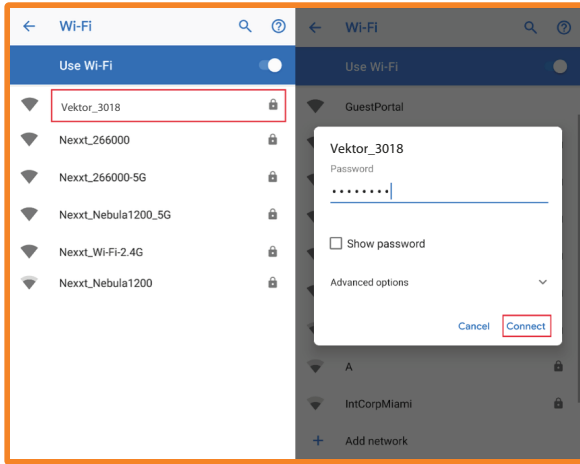 Wi-Fi
Use Wi-Fi
Vektor_3018
Nexxt_266000
Nexxt_266000-5G
Nexxt_Nebula1200_5G
Nexxt_Wi-Fi-2.4G
Nexxt_Nebula1200
Wi-Fi
Use Wi-Fi
GuestPortal
Vektor_3018
Password
••••••••
Show password
Advanced options
Cancel Connect
A
IntCorpMiami
Add network